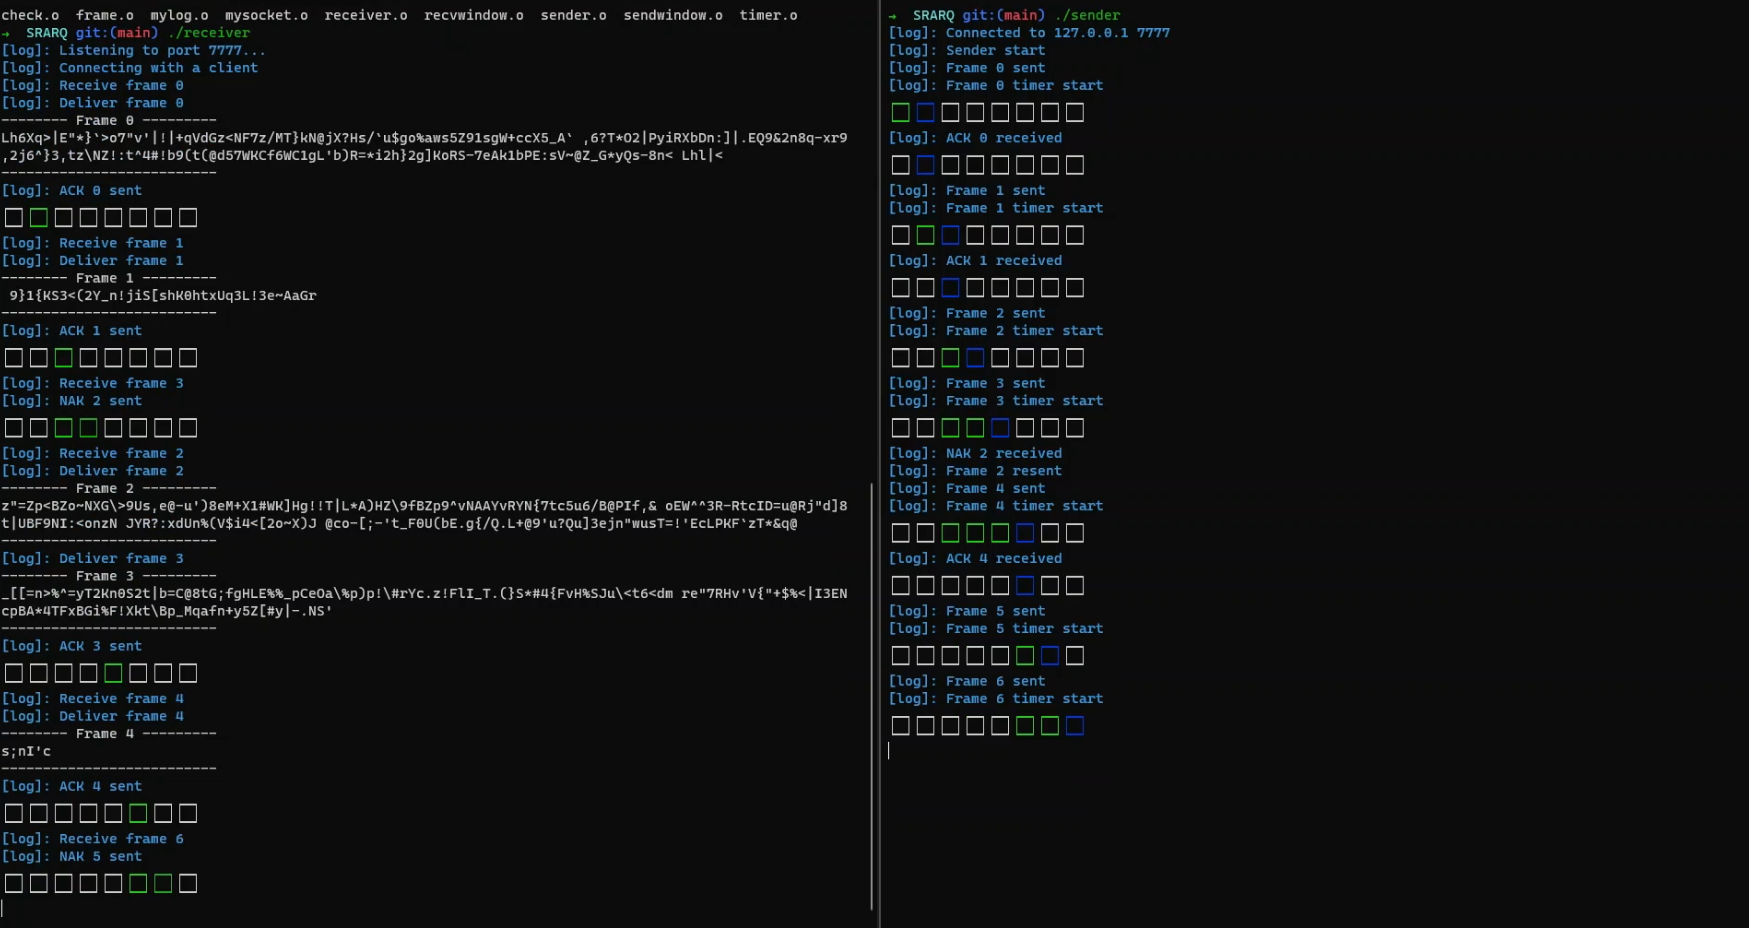 check.o  frame.o  mylog.o  mysocket.o  receiver.o  recvwindow.o  sender.o  sendwindow.o  timer.o
→  SRARQ git:(main) ./receiver
[log]: Listening to port 7777...
[log]: Connecting with a client
[log]: Receive frame 0
[log]: Deliver frame 0
-------- Frame 0 ---------
Lh6Xq>|E"*}`>o7"v'|!|+qVdGz<NF7z/MT}kN@jX?Hs/`u$go%aws5Z91sgW+ccX5_A` ,6?T*O2|PyiRXbDn:]|.EQ9&2n8q-xr9
,2j6^}3,tz\NZ!:t^4#!b9(t(@d57WKCf6WC1gL'b)R=*i2h}2g]KoRS-7eAk1bPE:sV~@Z_G*yQs-8n< Lhl|<
--------------------------
[log]: ACK 0 sent
[log]: Receive frame 1
[log]: Deliver frame 1
-------- Frame 1 ---------
 9}1{KS3<(2Y_n!jiS[shK0htxUq3L!3e~AaGr
--------------------------
[log]: ACK 1 sent
[log]: Receive frame 3
[log]: NAK 2 sent
[log]: Receive frame 2
[log]: Deliver frame 2
-------- Frame 2 ---------
z"=Zp<BZo~NXG\>9Us,e@-u')8eM+X1#WK]Hg!!T|L*A)HZ\9fBZp9^vNAAYvRYN{7tc5u6/B@PIf,& oEW^^3R-RtcID=u@Rj"d]8
t|UBF9NI:<onzN JYR?:xdUn%(V$i4<[2o~X)J @co-[;-'t_F0U(bE.g{/Q.L+@9'u?Qu]3ejn"wusT=!'EcLPKF`zT*&q@
--------------------------
[log]: Deliver frame 3
-------- Frame 3 ---------
_[[=n>%^=yT2Kn0S2t|b=C@8tG;fgHLE%%_pCeOa\%p)p!\#rYc.z!FlI_T.(}S*#4{FvH%SJu\<t6<dm re"7RHv'V{"+$%<|I3EN
cpBA*4TFxBGi%F!Xkt\Bp_Mqafn+y5Z[#y|-.NS'
--------------------------
[log]: ACK 3 sent
[log]: Receive frame 4
[log]: Deliver frame 4
-------- Frame 4 ---------
s;nI'c
--------------------------
[log]: ACK 4 sent
[log]: Receive frame 6
[log]: NAK 5 sent
→  SRARQ git:(main) ./sender
[log]: Connected to 127.0.0.1 7777
[log]: Sender start
[log]: Frame 0 sent
[log]: Frame 0 timer start
[log]: ACK 0 received
[log]: Frame 1 sent
[log]: Frame 1 timer start
[log]: ACK 1 received
[log]: Frame 2 sent
[log]: Frame 2 timer start
[log]: Frame 3 sent
[log]: Frame 3 timer start
[log]: NAK 2 received
[log]: Frame 2 resent
[log]: Frame 4 sent
[log]: Frame 4 timer start
[log]: ACK 4 received
[log]: Frame 5 sent
[log]: Frame 5 timer start
[log]: Frame 6 sent
[log]: Frame 6 timer start